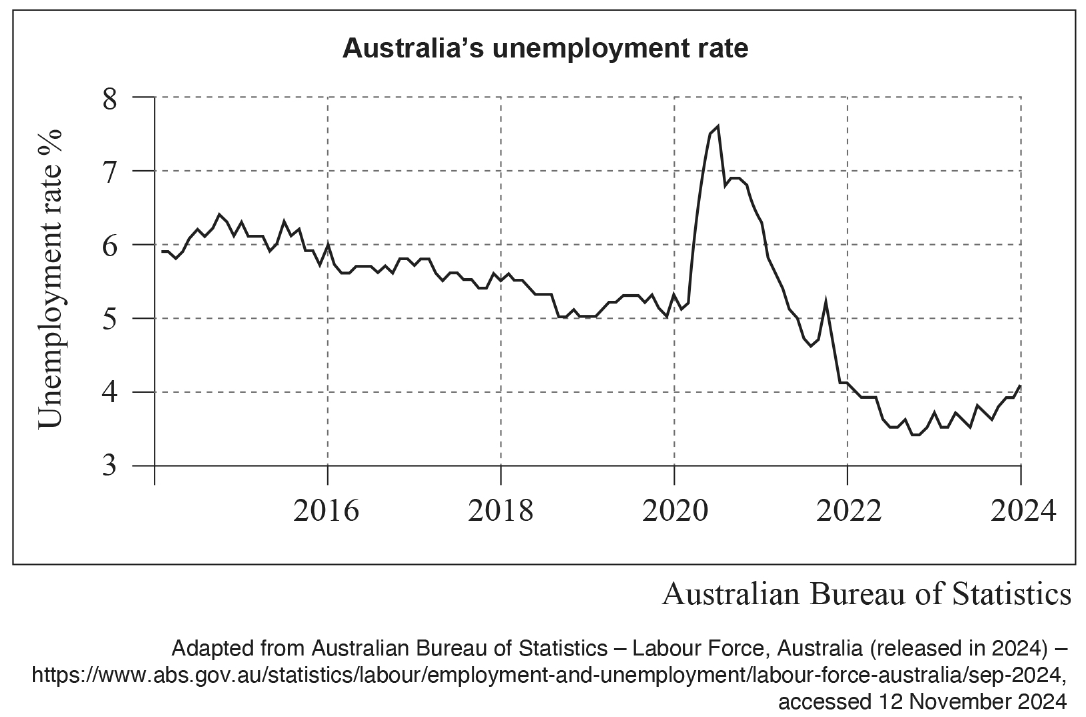 Australia’s unemployment rate
Unemployment rate %
8
7
6
5
4
3
2016 2018 2020 2022 2024
Australian Bureau of Statistics
Adapted from Australian Bureau of Statistics – Labour Force, Australia (released in 2024) –
https://www.abs.gov.au/statistics/labour/employment-and-unemployment/labour-force-australia/sep-2024,
accessed 12 November 2024